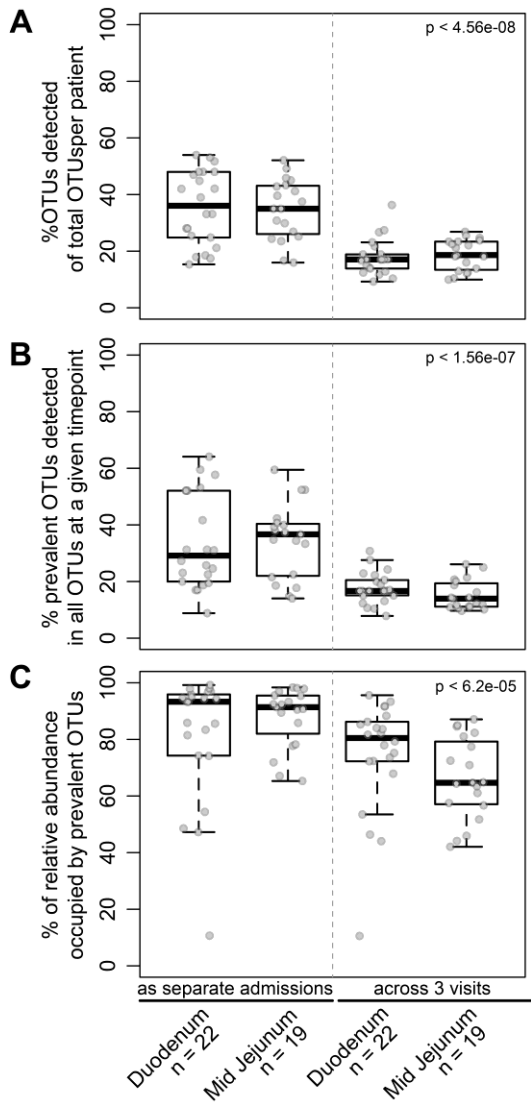 A
%OTUs detected
of total OTUsper patient
100
80
60
40
20
0
p < 4.56e-08
B
% prevalent OTUs detected
in all OTUs at a given timepoint
100
80
60
40
20
0
p < 1.56e-07
C
% of relative abundance
occupied by prevalent OTUs
100
80
60
40
20
0
p < 6.2e-05
as separate admissions
across 3 visits
Duodenum
n = 22
Mid Jejunum
n = 19
Duodenum
n = 22
Mid Jejunum
n = 19